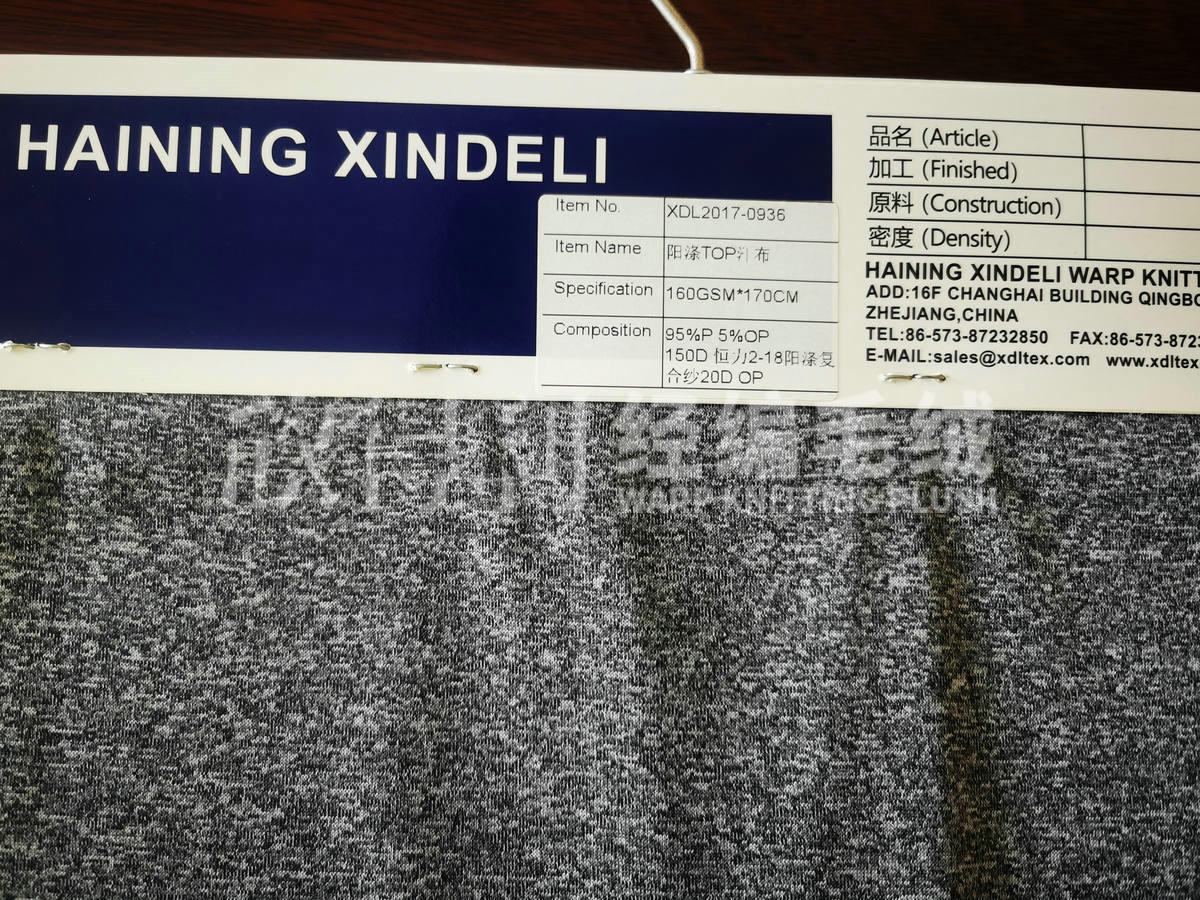 HAINING XINDELI
Item No. XDL2017-0936
Item Name 阳涤TOP汗布
Specification 160GSM*170CM
Composition 95%P 5%OP
150D 恒力2-18阳涤复
合纱20D OP
品名 (Article)
加工 (Finished)
原料 (Construction)
密度 (Density)
HAINING XINDELI WARP KNITT
ADD:16F CHANGHAI BUILDING QINGBO
ZHEJIANG,CHINA
TEL:86-573-87232850 FAX:86-573-8723
E-MAIL:sales@xdltex.com www.xdltex
经编毛绒
WARP KNITTING PLUSH